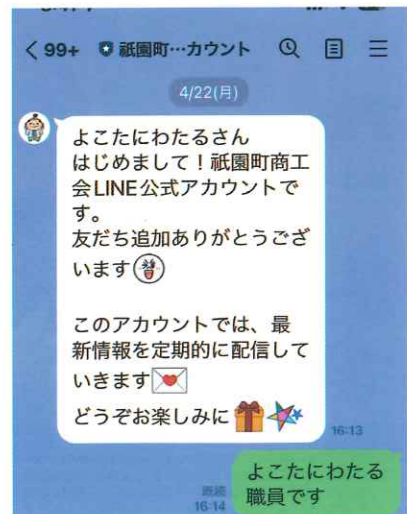 99+ 祇園町…カウント
4/22(月)
よこたにわたるさん
はじめまして！祇園町商工
会LINE公式アカウントで
す。
友だち追加ありがとうござ
います
このアカウントでは、最
新情報を定期的に配信して
いきます
どうぞお楽しみに
16:13
よこたにわたる
職員です
既読
16:14